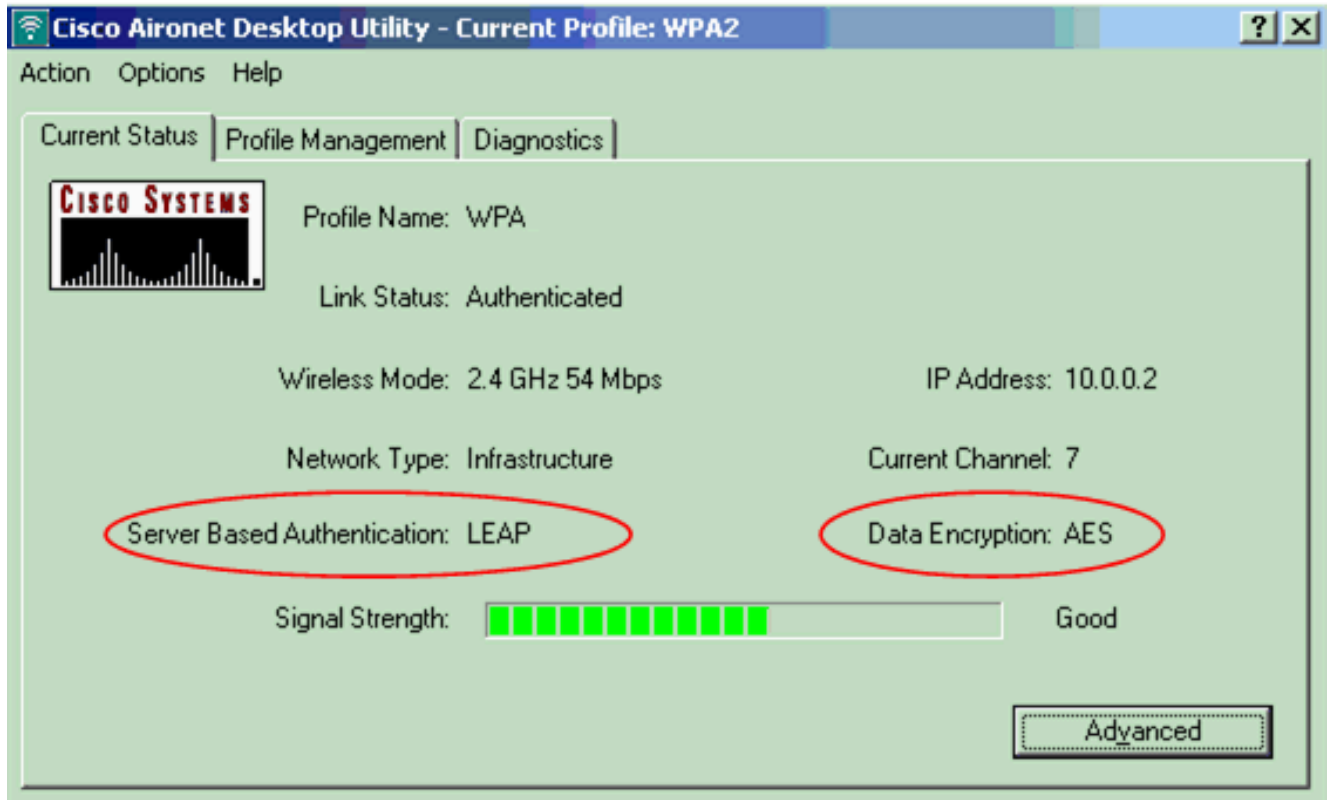 Cisco Aironet Desktop Utility - Current Profile: WPA2
Action Options Help
Current Status Profile Management Diagnostics
CISCO SYSTEMS
Profile Name: WPA
Link Status: Authenticated
Wireless Mode: 2.4 GHz 54 Mbps IP Address: 10.0.0.2
Network Type: Infrastructure Current Channel: 7
Server Based Authentication: LEAP Data Encryption: AES
Signal Strength: Good
Advanced